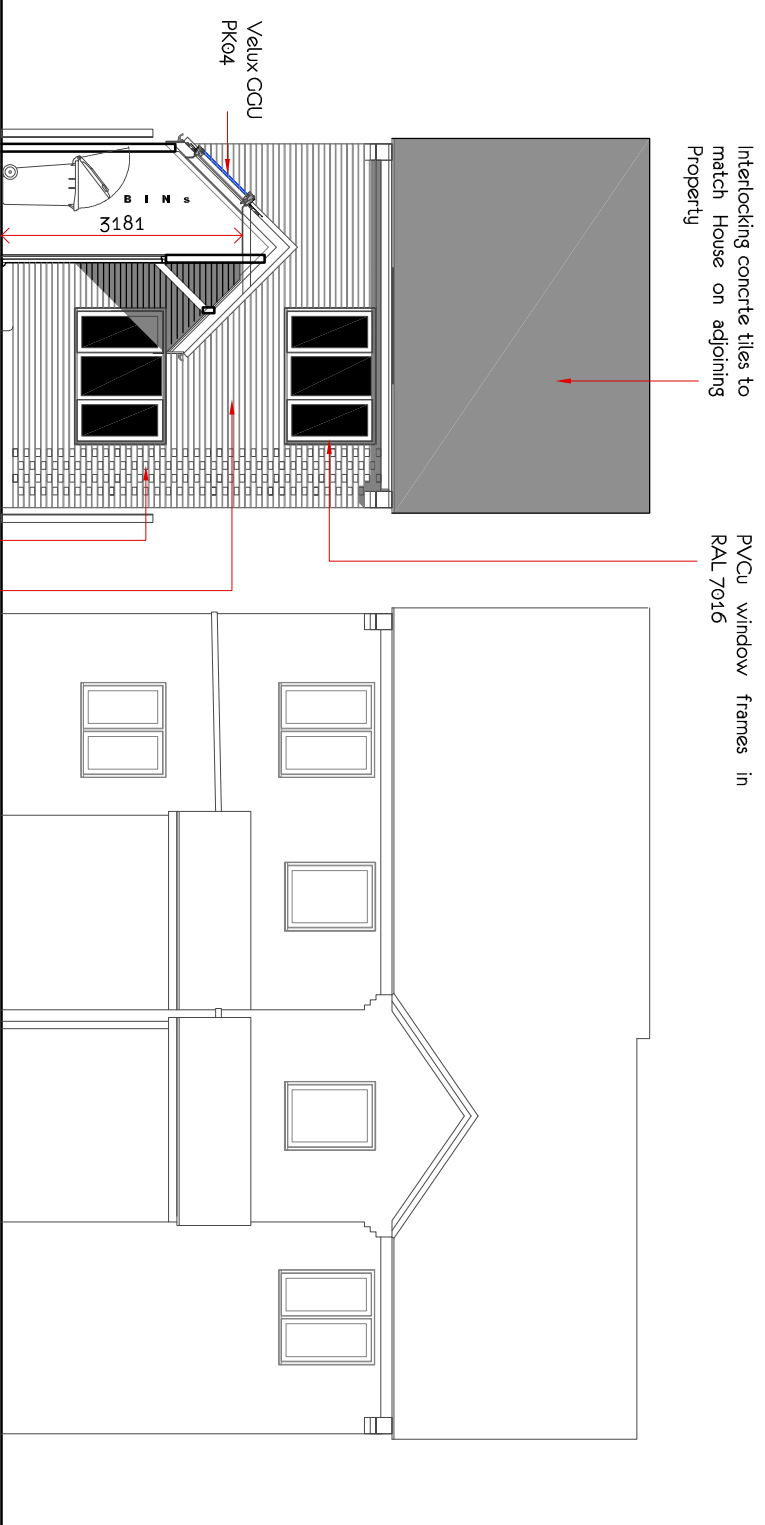 Interlocking concrte tiles to
match House on adjoining
Property
PVCu window frames in
RAL 7016
Velux GGU
PK04
BINs
3181